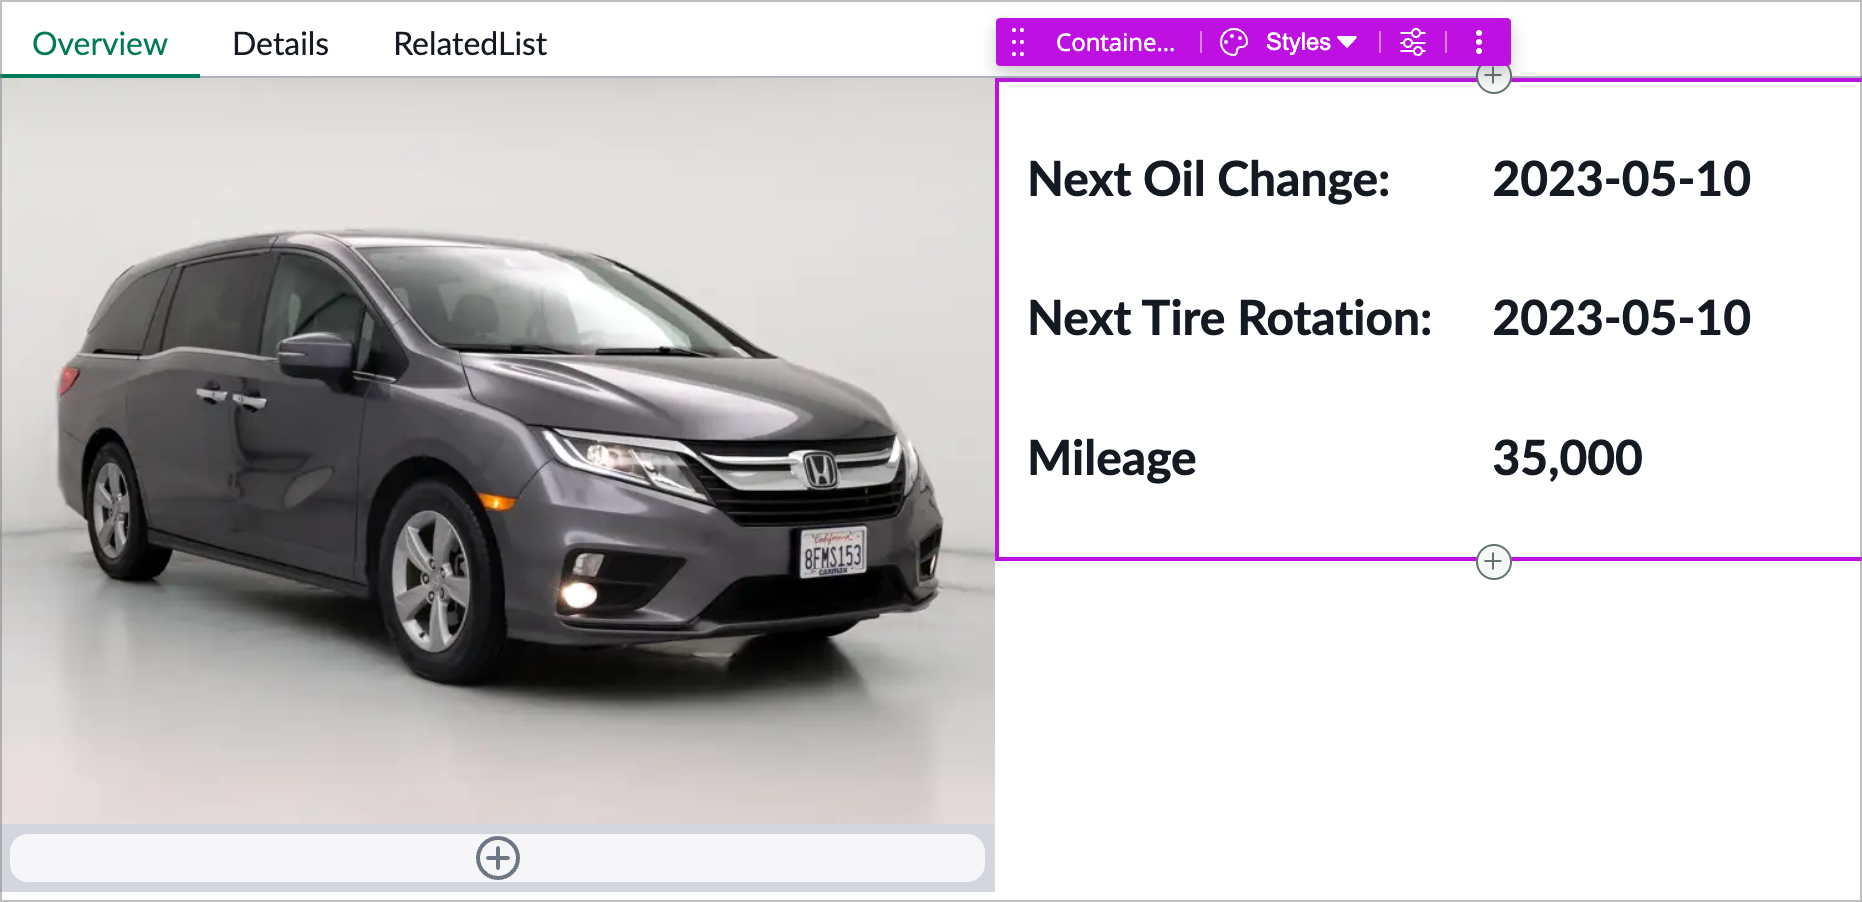 Overview Details RelatedList
Containe... Styles
Next Oil Change: 2023-05-10
Next Tire Rotation: 2023-05-10
Mileage 35,000
California
8FMS153
CARMAX